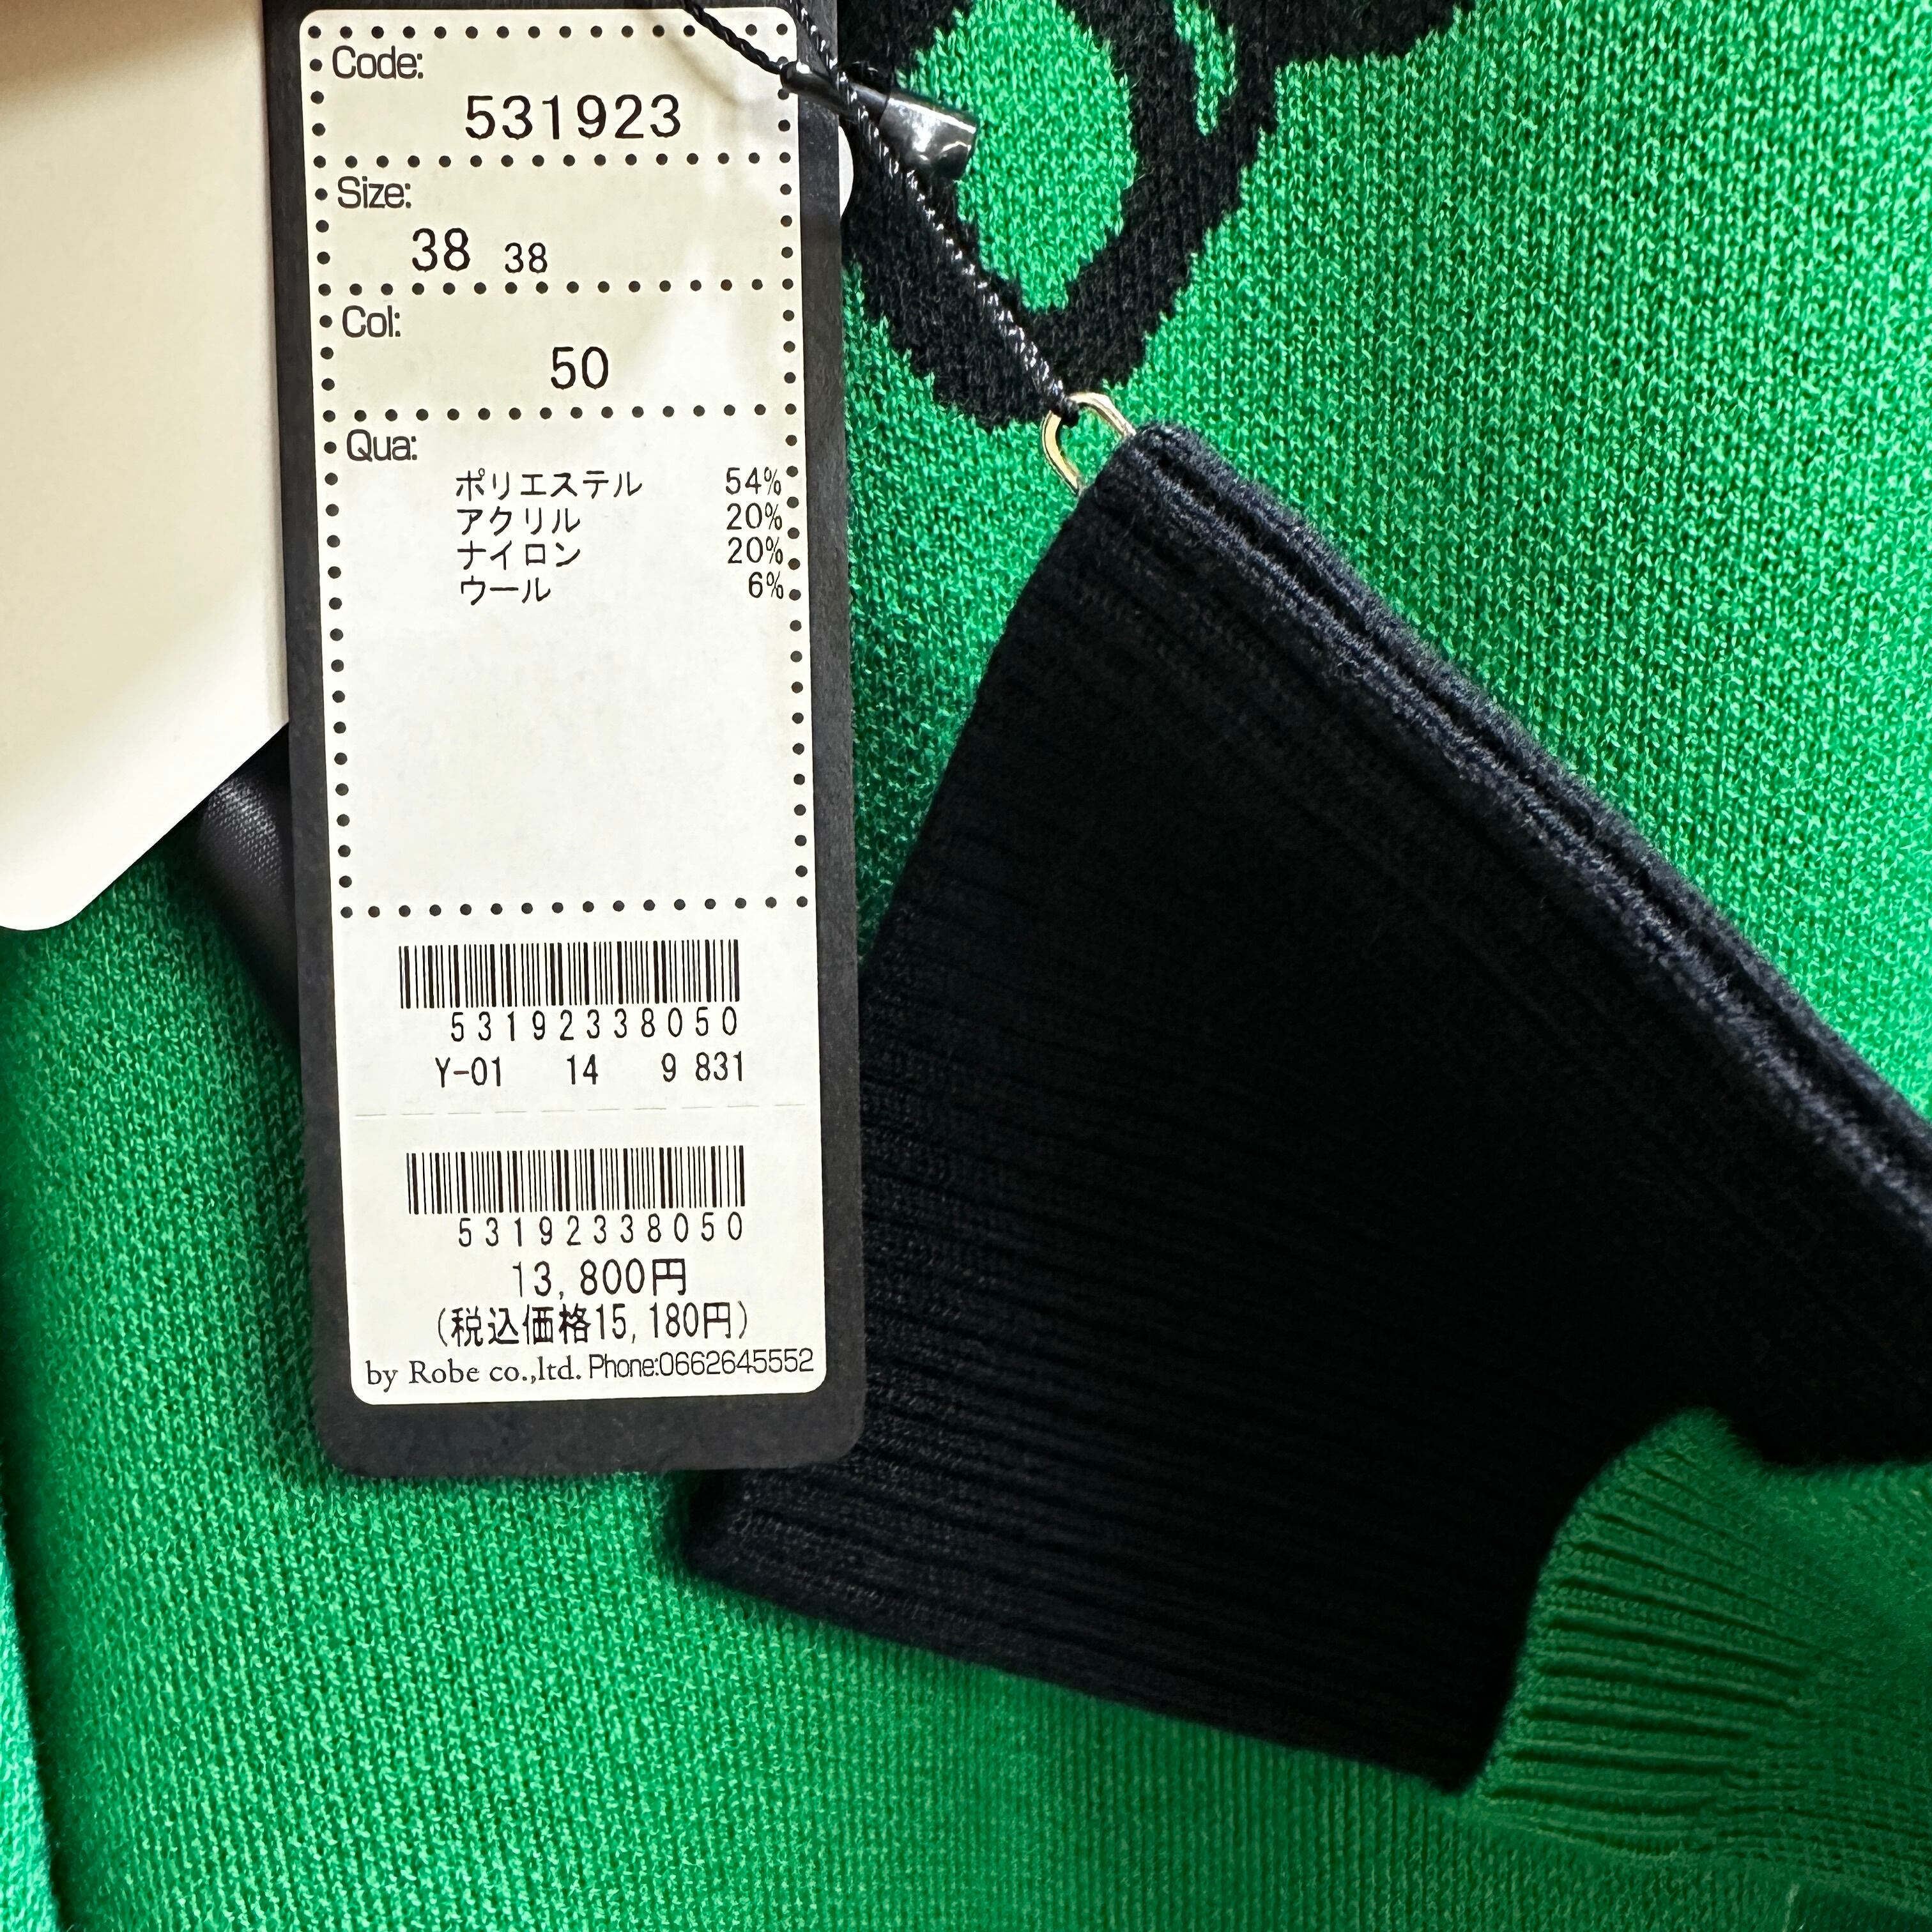 Code:
531923
Size:
38 38
Col:
50
Qua:
ポリエステル 54%
アクリル 20%
ナイロン 20%
ウール 6%
53192338050
Y-01 14 9 831
53192338050
13,800円
(税込価格15,180円)
by Robe co.,ltd. Phone:0662645552